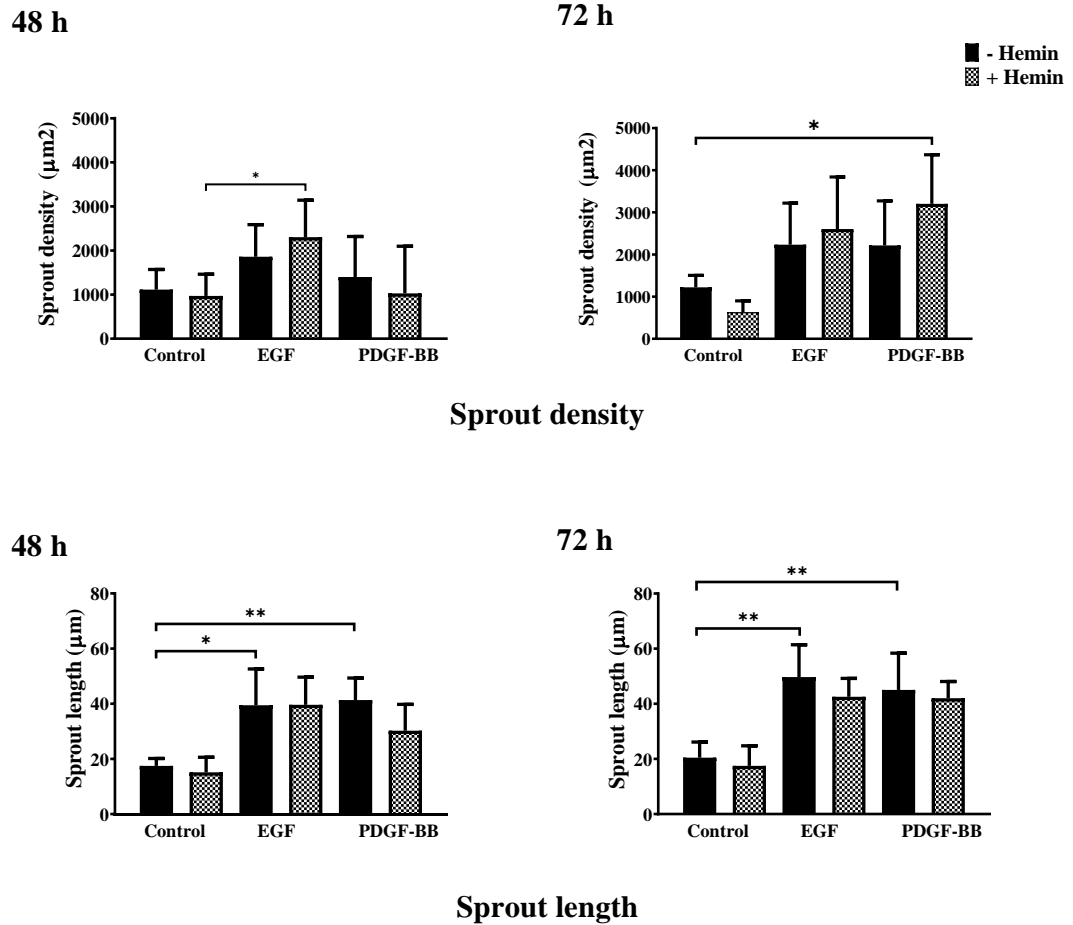 48 h
72 h
- Hemin
+ Hemin
Sprout density (μm2)
5000
4000
3000
2000
1000
0
*
Control EGF PDGF-BB
Sprout density (μm2)
5000
4000
3000
2000
1000
0
*
Control EGF PDGF-BB
Sprout density
48 h
72 h
Sprout length (μm)
80
60
40
20
0
**
*
Control EGF PDGF-BB
Sprout length (μm)
80
60
40
20
0
**
**
Control EGF PDGF-BB
Sprout length